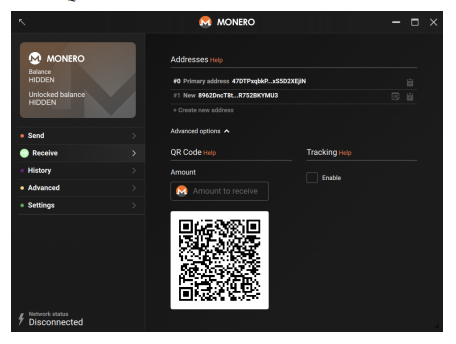 MONERO
MONERO
Balance
HIDDEN
Unlocked balance
HIDDEN
Send
Receive
History
Advanced
Settings
Network status
Disconnected
Addresses Help
#0 Primary address 47DTPxqbkP...xS5D2XEjiN
#1 New 8962DncT8t...R752BKYMU3
+ Create new address
Advanced options
QR Code Help
Tracking Help
Amount
Enable
Amount to receive